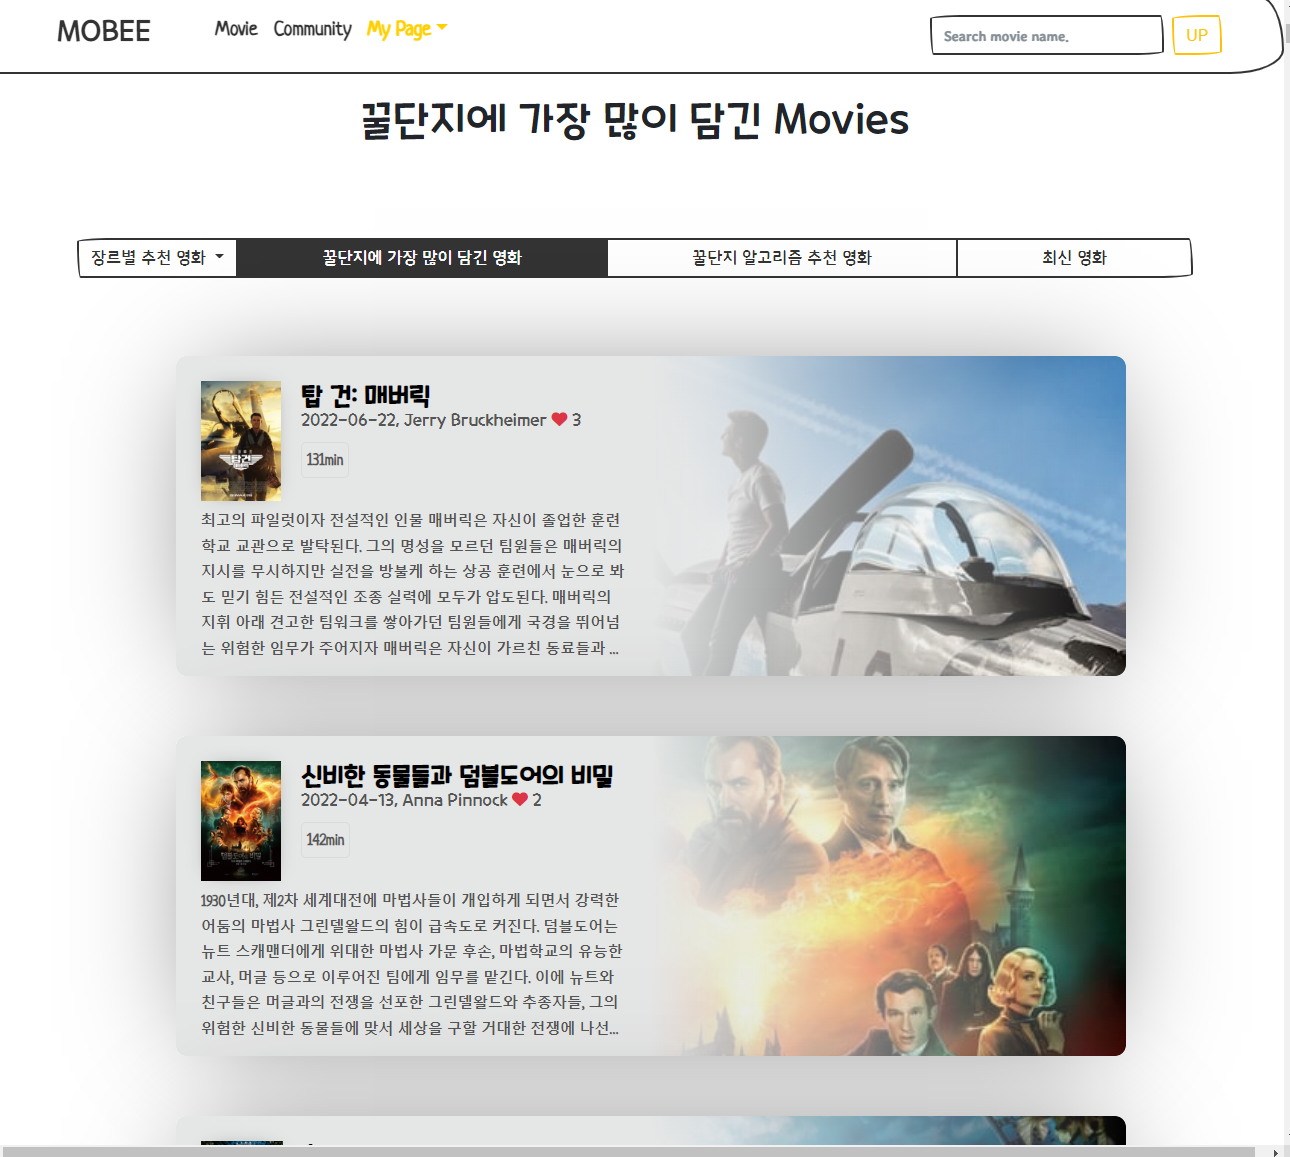 MOBEE Movie Community My Page Search movie name. UP
꿀단지에 가장 많이 담긴 Movies
장르별 추천 영화 꿀단지에 가장 많이 담긴 영화 꿀단지 알고리즘 추천 영화 최신 영화
탑 건: 매버릭
2022-06-22, Jerry Bruckheimer 3
탑건
131min
최고의 파일럿이자 전설적인 인물 매버릭은 자신이 졸업한 훈련
학교 교관으로 발탁된다. 그의 명성을 모르던 팀원들은 매버릭의
지시를 무시하지만 실전을 방불케 하는 상공 훈련에서 눈으로 봐
도 믿기 힘든 전설적인 조종 실력에 모두가 압도된다. 매버릭의
지휘 아래 견고한 팀워크를 쌓아가던 팀원들에게 국경을 뛰어넘
는 위험한 임무가 주어지자 매버릭은 자신이 가르친 동료들과 ...
신비한 동물들과 덤블도어의 비밀
2022-04-13, Anna Pinnock 2
142min
덤블도어의 비밀
1930년대, 제2차 세계대전에 마법사들이 개입하게 되면서 강력한
어둠의 마법사 그린델왈드의 힘이 급속도로 커진다. 덤블도어는
뉴트 스캐맨더에게 위대한 마법사 가문 후손, 마법학교의 유능한
교사, 머글 등으로 이루어진 팀에게 임무를 맡긴다. 이에 뉴트와
친구들은 머글과의 전쟁을 선포한 그린델왈드와 추종자들, 그의
위험한 신비한 동물들에 맞서 세상을 구할 거대한 전쟁에 나선...